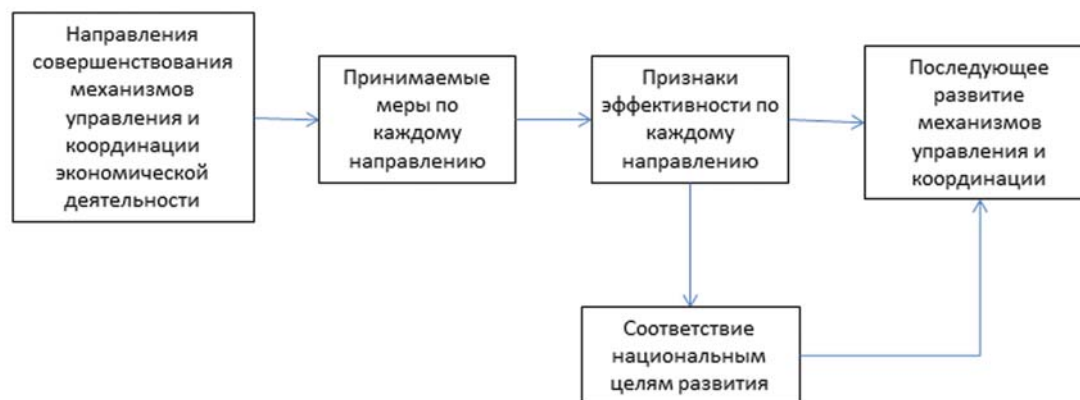 Направления
совершенствования
механизмов
управления и
координации
экономической
деятельности
Принимаемые
меры по
каждому
направлению
Признаки
эффективности по
каждому
направлению
Последующее
развитие
механизмов
управления и
координации
Соответствие
национальным
целям развития